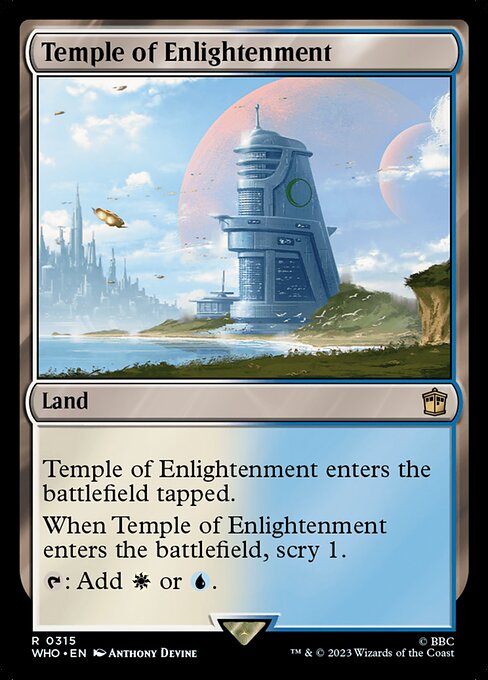 Temple of Enlightenment
Land
Temple of Enlightenment enters the
battlefield tapped.
When Temple of Enlightenment
enters the battlefield, scry 1.
: Add or .
R 0315
WHO • EN Anthony Devine
© BBC
™ & © 2023 Wizards of the Coast